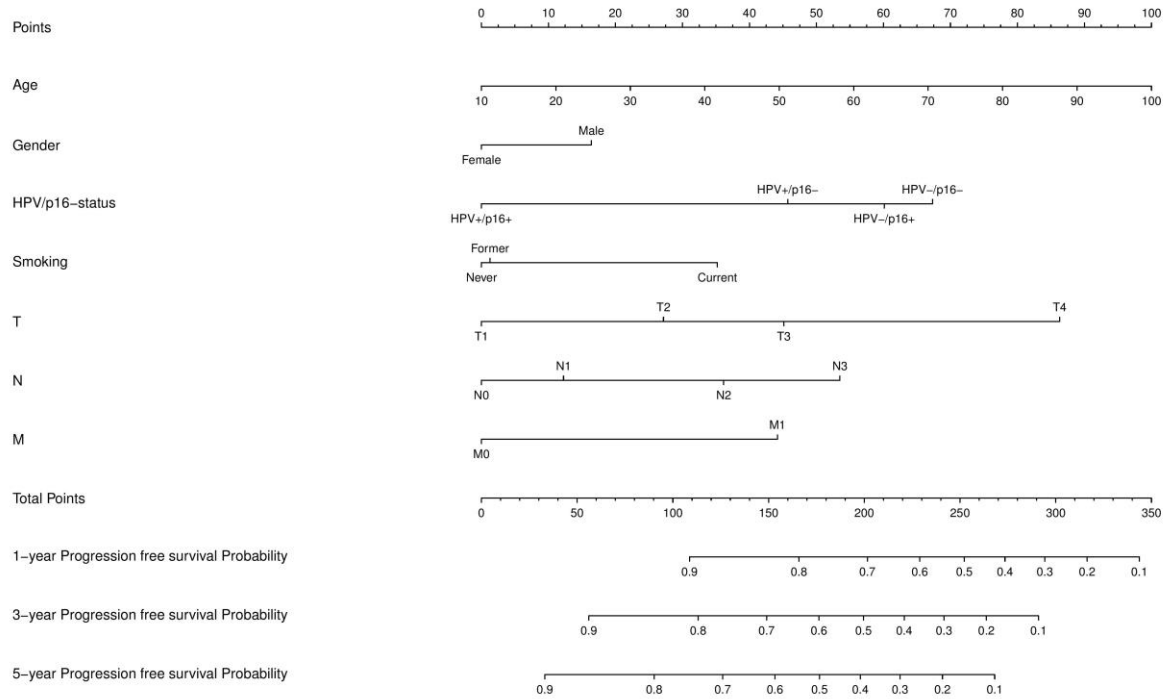 0 10 20 30 40 50 60 70 80 90 100
Points
Age
10 20 30 40 50 60 70 80 90 100
Male
Gender
Female
HPV+/p16− HPV−/p16−
HPV/p16−status
HPV+/p16+ HPV−/p16+
Former
Smoking
Never Current
T2 T4
T
T1 T3
N1 N3
N
N0 N2
M1
M
M0
Total Points
0 50 100 150 200 250 300 350
1−year Progression free survival Probability
0.9 0.8 0.7 0.6 0.5 0.4 0.3 0.2 0.1
3−year Progression free survival Probability
0.9 0.8 0.7 0.6 0.5 0.4 0.3 0.2 0.1
5−year Progression free survival Probability
0.9 0.8 0.7 0.6 0.5 0.4 0.3 0.2 0.1